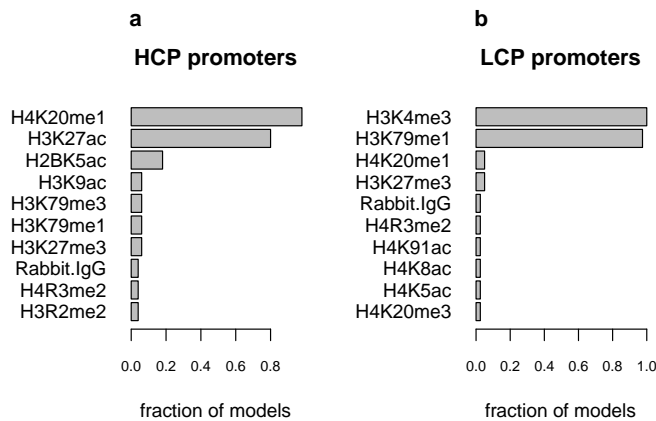 a
HCP promoters
H4K20me1
H3K27ac
H2BK5ac
H3K9ac
H3K79me3
H3K79me1
H3K27me3
Rabbit.IgG
H4R3me2
H3R2me2
0.0 0.2 0.4 0.6 0.8
fraction of models
b
LCP promoters
H3K4me3
H3K79me1
H4K20me1
H3K27me3
Rabbit.IgG
H4R3me2
H4K91ac
H4K8ac
H4K5ac
H4K20me3
0.0 0.2 0.4 0.6 0.8 1.0
fraction of models